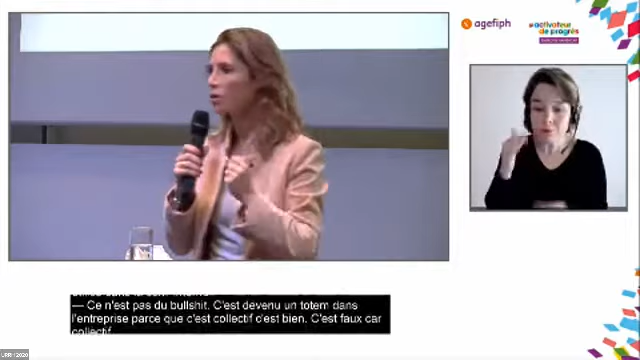 agefiph
#activateur
de progrès
— Ce n'est pas du bullshit. C'est devenu un totem dans
l'entreprise parce que c'est collectif c'est bien. C'est faux car
collectif